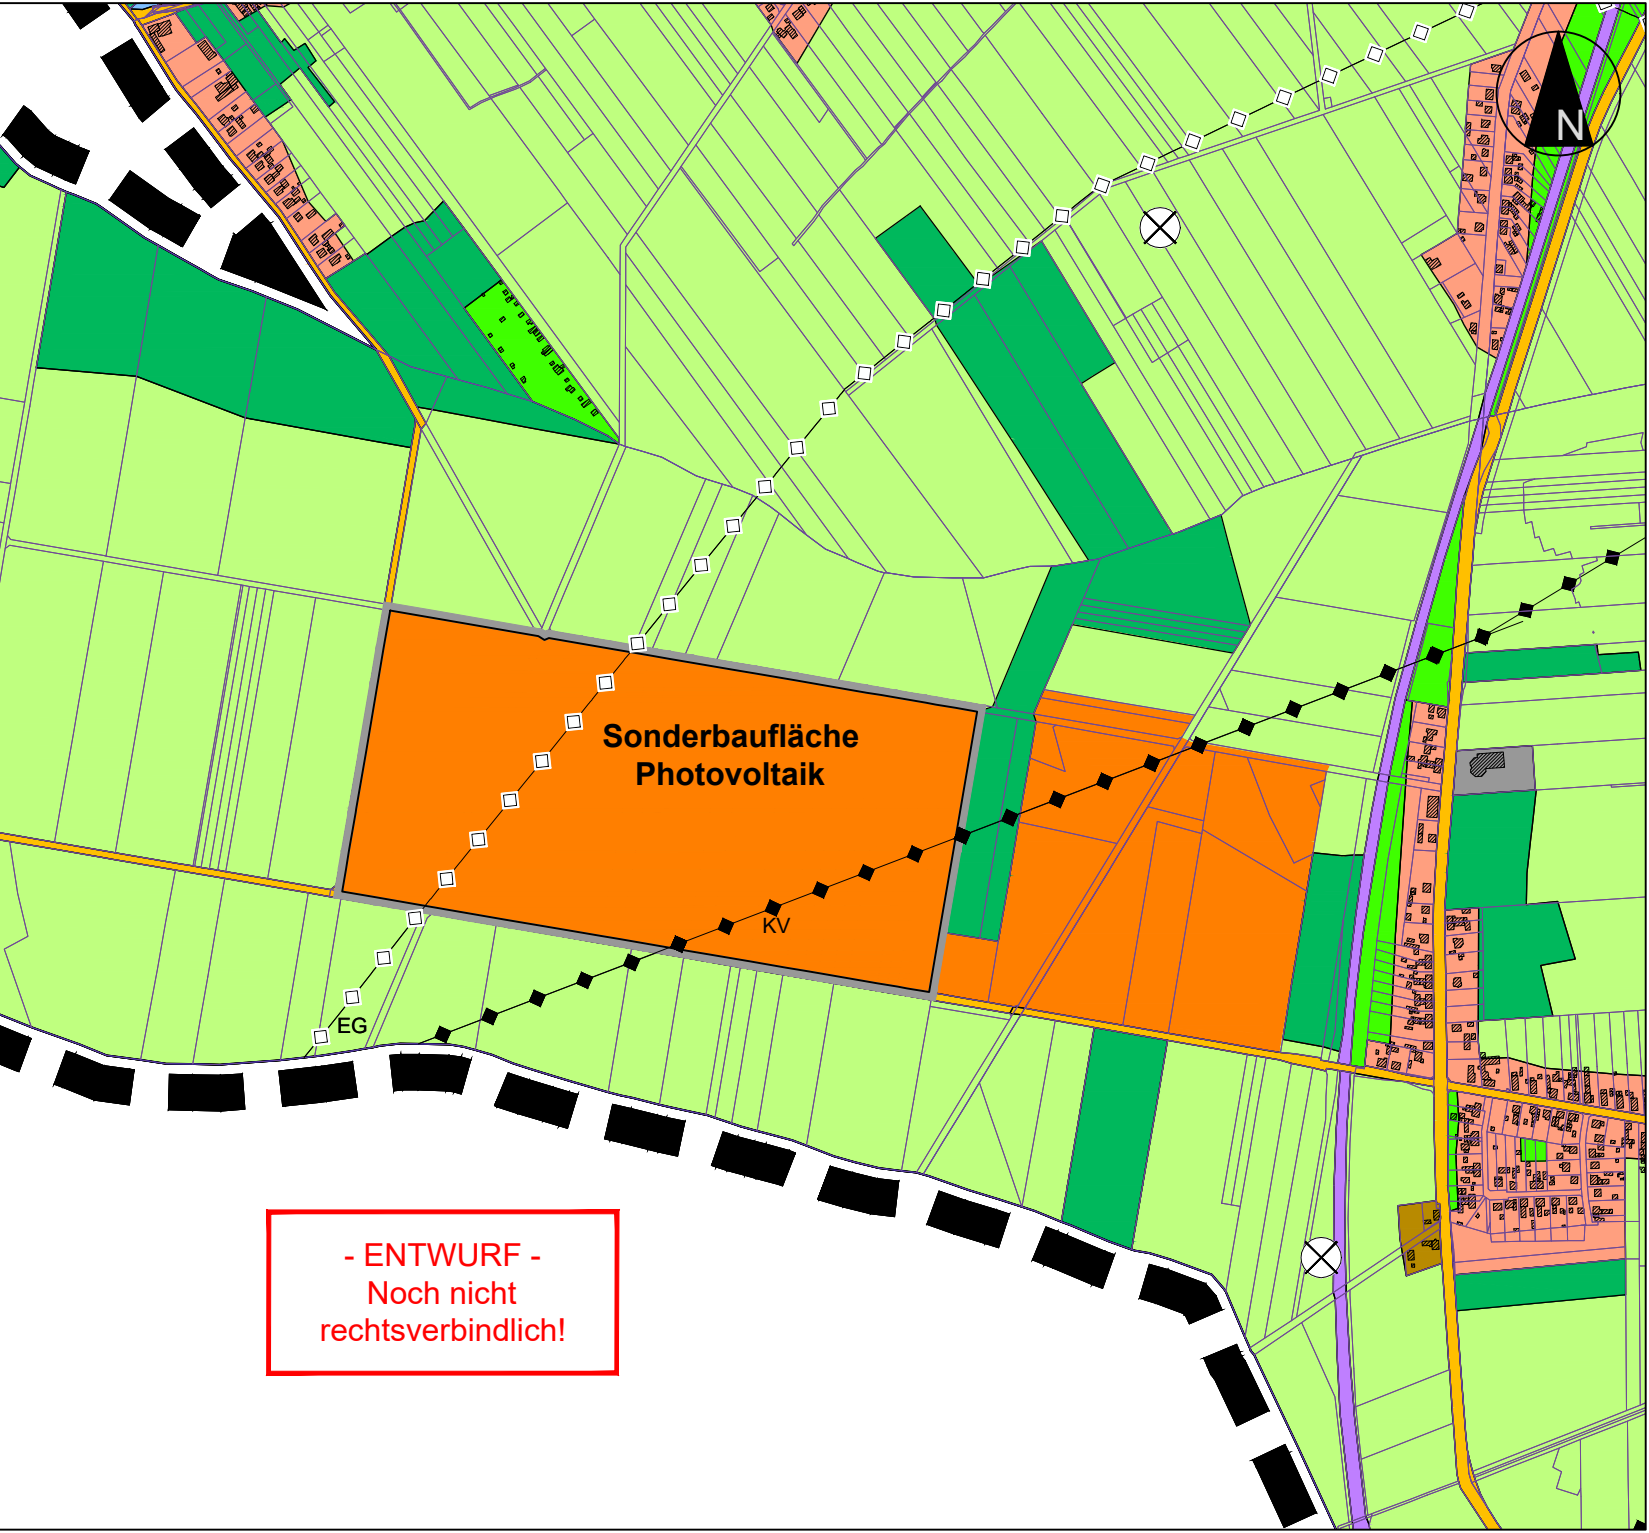 N
Sonderbaufläche
Photovoltaik
KV
EG
- ENTWURF -
Noch nicht
rechtsverbindlich!